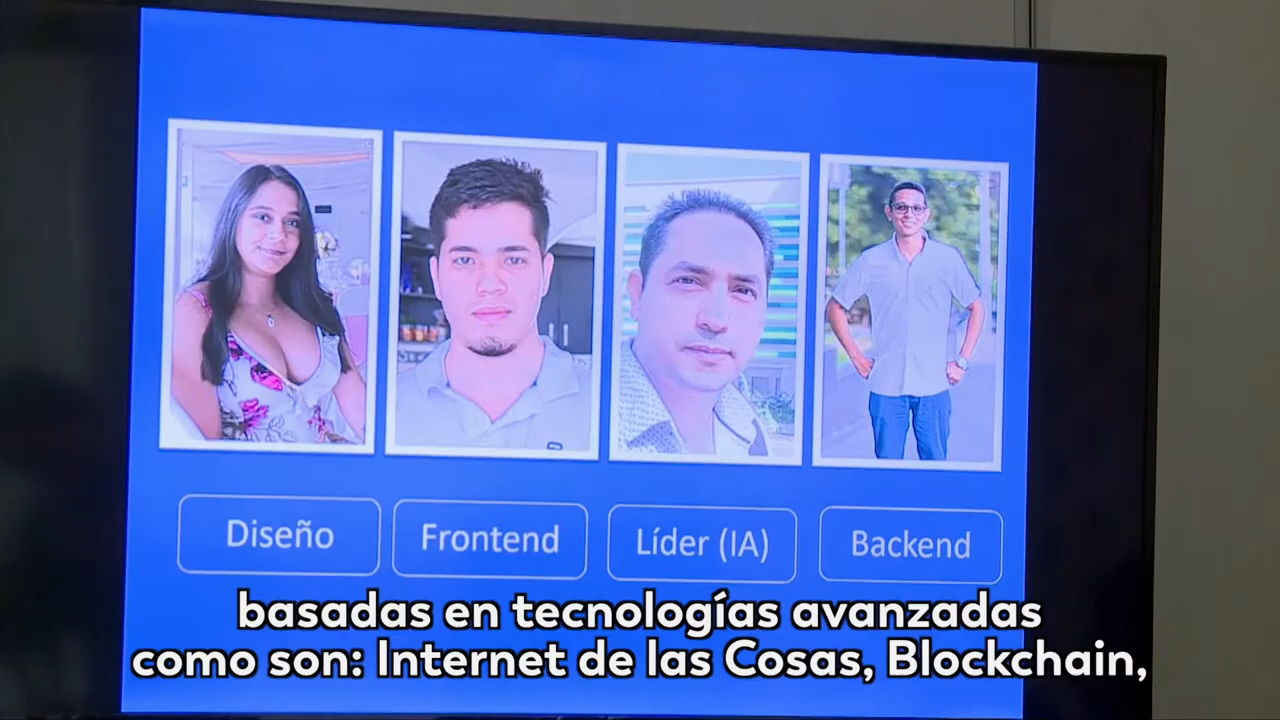 Diseño
Frontend
Líder (IA)
Backend
basadas en tecnologías avanzadas
como son: Internet de las Cosas, Blockchain,